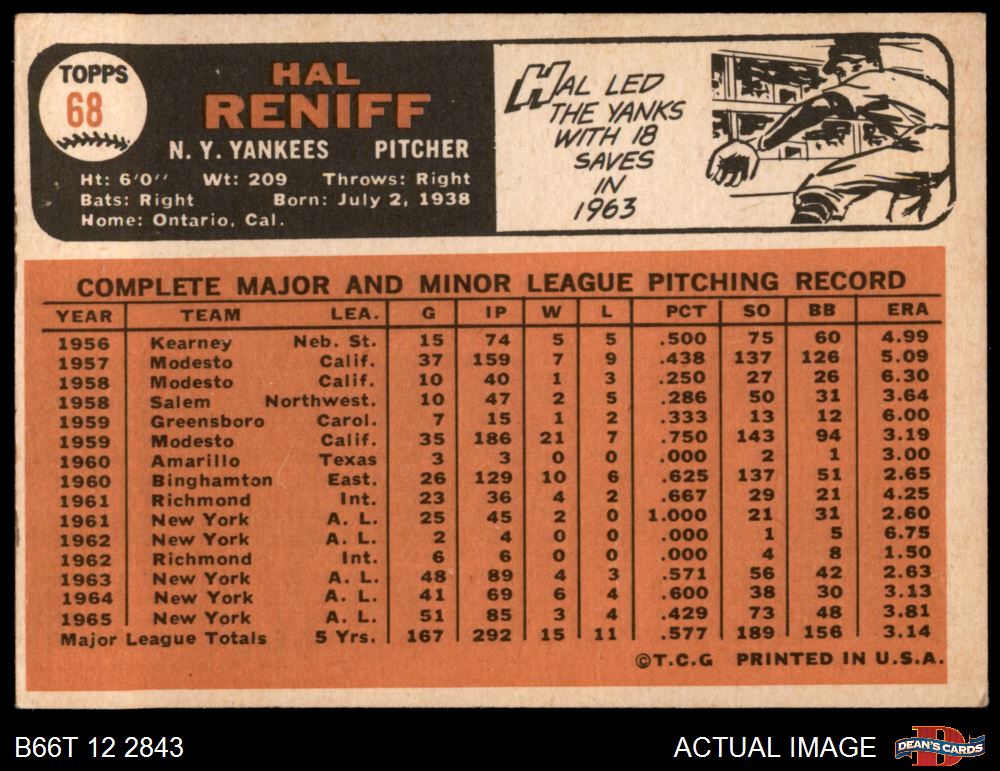 TOPPS
68
HAL
RENIFF
N. Y. YANKEES PITCHER
Ht: 6'0" Wt: 209 Throws: Right
Bats: Right Born: July 2, 1938
Home: Ontario, Cal.
HAL LED
THE YANKS
WITH 18
SAVES
IN
1963
COMPLETE MAJOR AND MINOR LEAGUE PITCHING RECORD
YEAR TEAM LEA. G IP W L PCT SO BB ERA
1956 Kearney Neb. St. 15 74 5 5 .500 75 60 4.99
1957 Modesto Calif. 37 159 7 9 .438 137 126 5.09
1958 Modesto Calif. 10 40 1 3 .250 27 26 6.30
1958 Salem Northwest. 10 47 2 5 .286 50 31 3.64
1959 Greensboro Carol. 7 15 1 2 .333 13 12 6.00
1959 Modesto Calif. 35 186 21 7 .750 143 94 3.19
1960 Amarillo Texas 3 3 0 0 .000 2 1 3.00
1960 Binghamton East. 26 129 10 6 .625 137 51 2.65
1961 Richmond Int. 23 36 4 2 .667 29 21 4.25
1961 New York A. L. 25 45 2 0 1.000 21 31 2.60
1962 New York A. L. 2 4 0 0 .000 1 5 6.75
1962 Richmond Int. 6 6 0 0 .000 4 8 1.50
1963 New York A. L. 48 89 4 3 .571 56 42 2.63
1964 New York A. L. 41 69 6 4 .600 38 30 3.13
1965 New York A. L. 51 85 3 4 .429 73 48 3.81
Major League Totals 5 Yrs. 167 292 15 11 .577 189 156 3.14
©T.C.G PRINTED IN U.S.A.
B66T 12 2843 ACTUAL IMAGE
DEAN'S CARDS